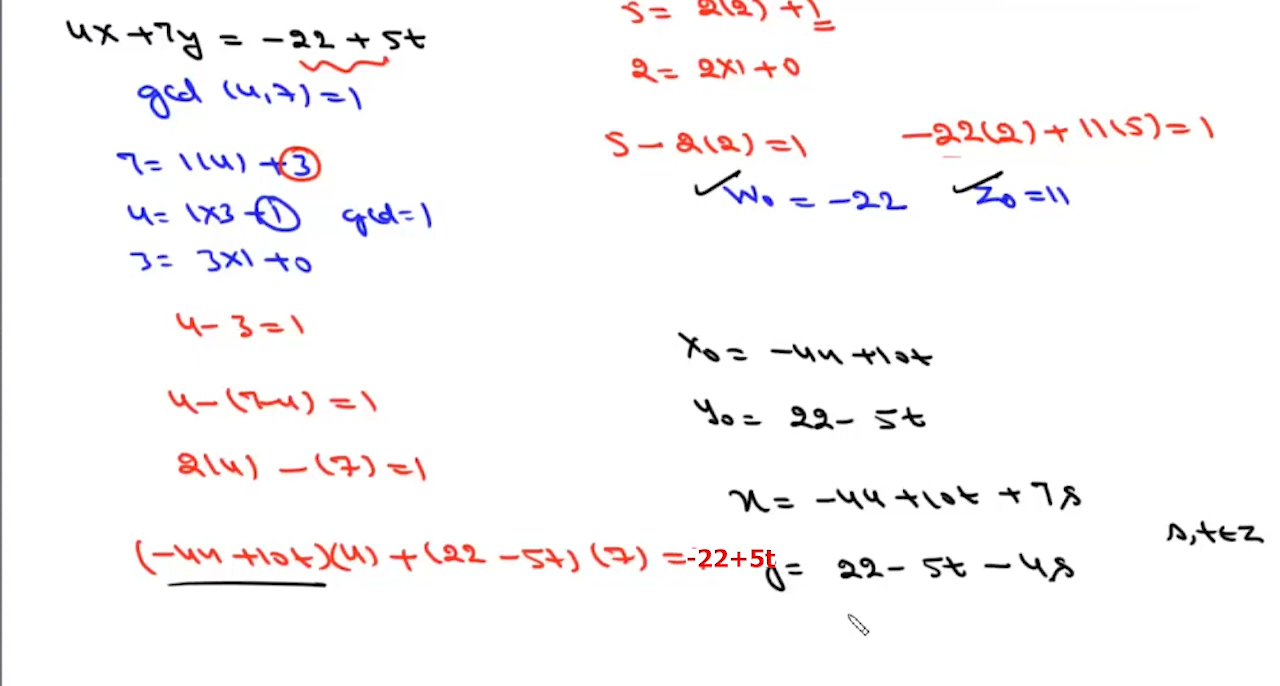 4x+7y = -22 + 5t
gcd (4,7)=1
7= 1(4) +3
4= 1×3 +1 gcd=1
3= 3×1 +0
4- 3 =1
4-(7-4) =1
2(4) -(7) =1
(-44 +10t)(4) + (22 -5t) (7) = -22+5t
5= 2(2) +1
2= 2×1 +0
5 - 2(2) =1
-22(2) + 11(5) = 1
✓ W₀ = -22 ✓ Z₀ =11
x₀ = -44 +10t
y₀ = 22- 5t
x = -44 +10t + 7s
y = 22 - 5t - 4s
s,t∈Z